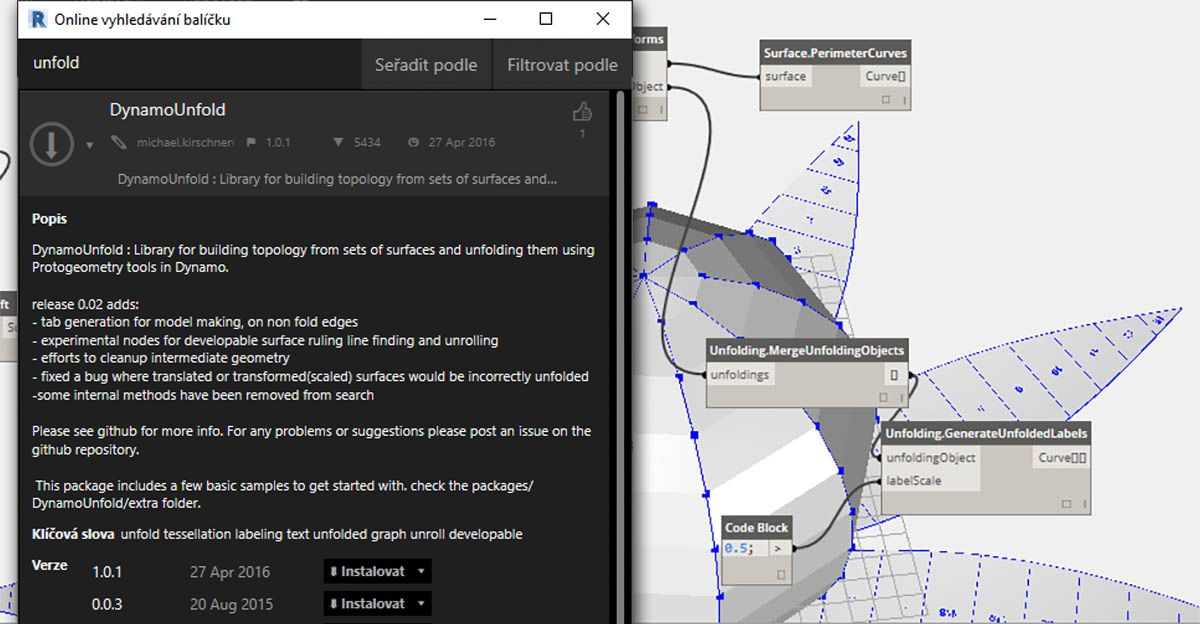 Online vyhledávání balíčku
unfold
Seřadit podle
Filtrovat podle
DynamoUnfold
michael.kirschner
1.0.1
5434
27 Apr 2016
1
DynamoUnfold : Library for building topology from sets of surfaces and...
Popis
DynamoUnfold : Library for building topology from sets of surfaces and unfolding them using
Protogeometry tools in Dynamo.
release 0.02 adds:
- tab generation for model making, on non fold edges
- experimental nodes for developable surface ruling line finding and unrolling
- efforts to cleanup intermediate geometry
- fixed a bug where translated or transformed(scaled) surfaces would be incorrectly unfolded
-some internal methods have been removed from search
Please see github for more info. For any problems or suggestions please post an issue on the
github repository.
This package includes a few basic samples to get started with. check the packages/
DynamoUnfold/extra folder.
Klíčová slova unfold tessellation labeling text unfolded graph unroll developable
Verze
1.0.1 27 Apr 2016 Instalovat
0.0.3 20 Aug 2015 Instalovat
orms
bject
Surface.PerimeterCurves
surface Curve[]
Unfolding.MergeUnfoldingObjects
unfoldings []
Unfolding.GenerateUnfoldedLabels
unfoldingObject Curve[][]
labelScale
Code Block
0.5; >